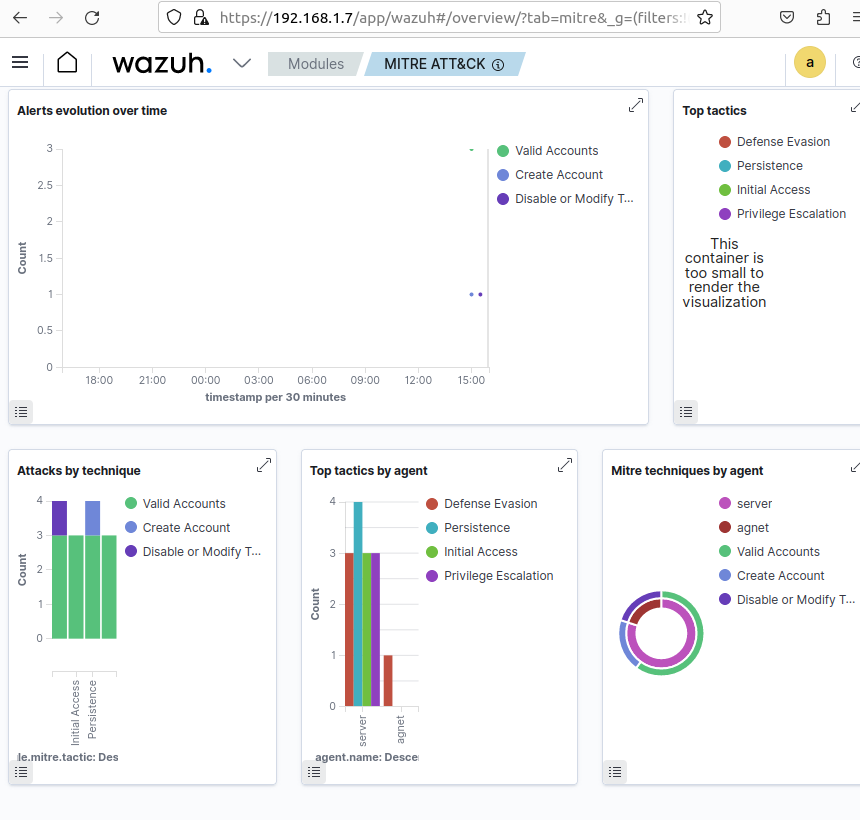 https://192.168.1.7/app/wazuh#/overview/?tab=mitre&_g=(filters:
wazuh.
Modules
MITRE ATT&CK
a
Alerts evolution over time
Count
3
2.5
2
1.5
1
0.5
0
18:00
21:00
00:00
03:00
06:00
09:00
12:00
15:00
timestamp per 30 minutes
Valid Accounts
Create Account
Disable or Modify T...
Top tactics
Defense Evasion
Persistence
Initial Access
Privilege Escalation
This
container is
too small to
render the
visualization
Attacks by technique
Count
4
3
2
1
0
Initial Access
Persistence
le.mitre.tactic: Des
Valid Accounts
Create Account
Disable or Modify T...
Top tactics by agent
Count
4
3
2
1
0
server
agnet
agent.name: Desce
Defense Evasion
Persistence
Initial Access
Privilege Escalation
Mitre techniques by agent
server
agnet
Valid Accounts
Create Account
Disable or Modify T...